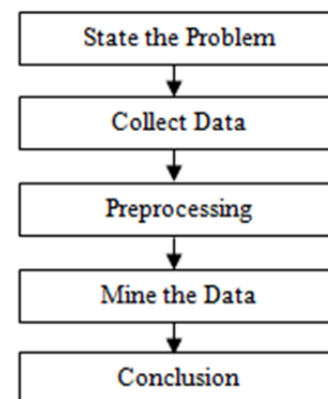 State the Problem
Collect Data
Preprocessing
Mine the Data
Conclusion